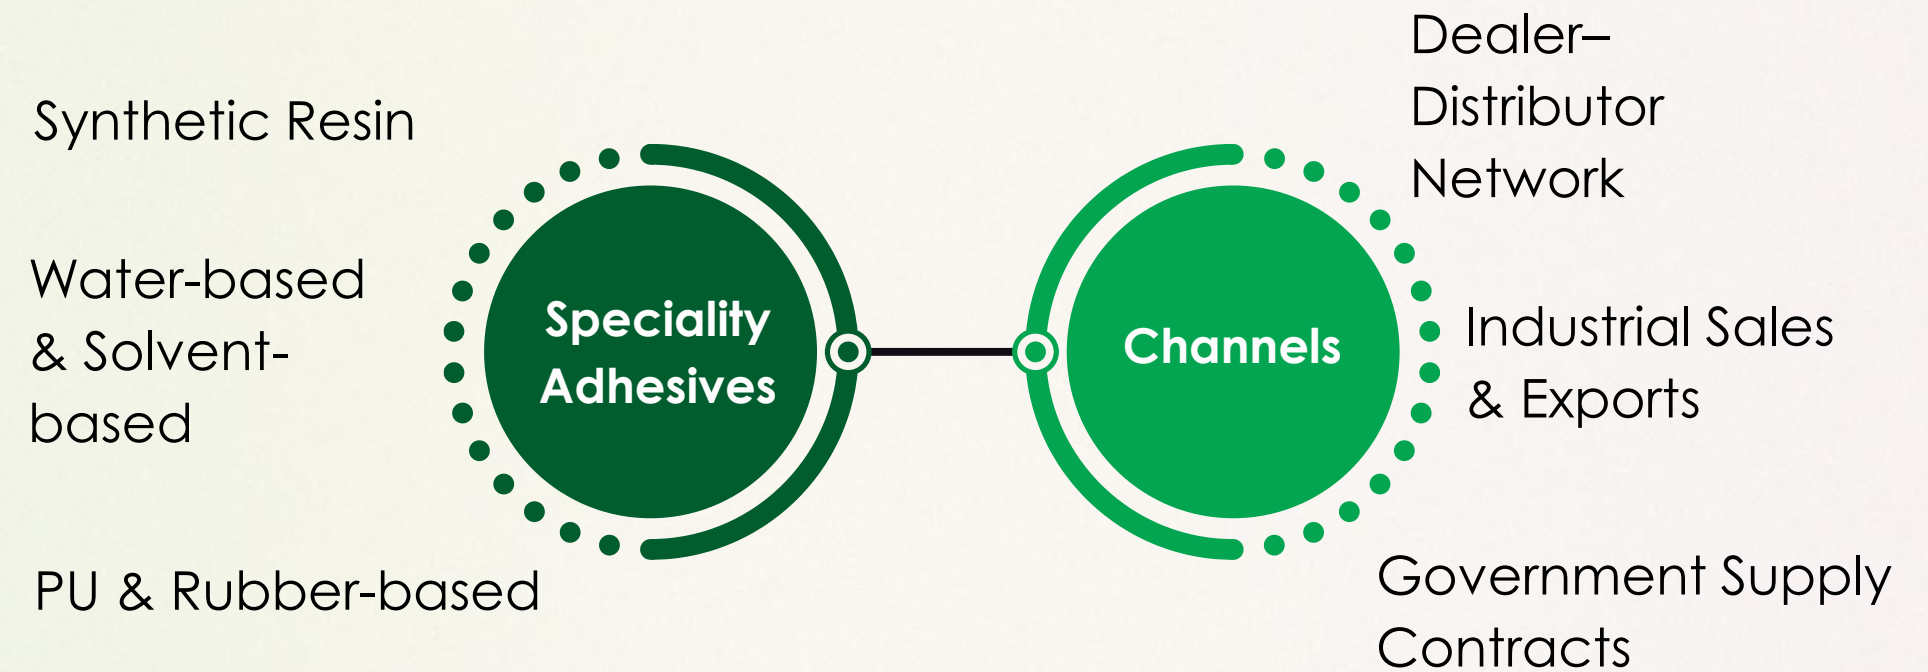 Synthetic Resin
Water-based
& Solvent-
based
PU & Rubber-based
Speciality
Adhesives
Channels
Dealer–
Distributor
Network
Industrial Sales
& Exports
Government Supply
Contracts